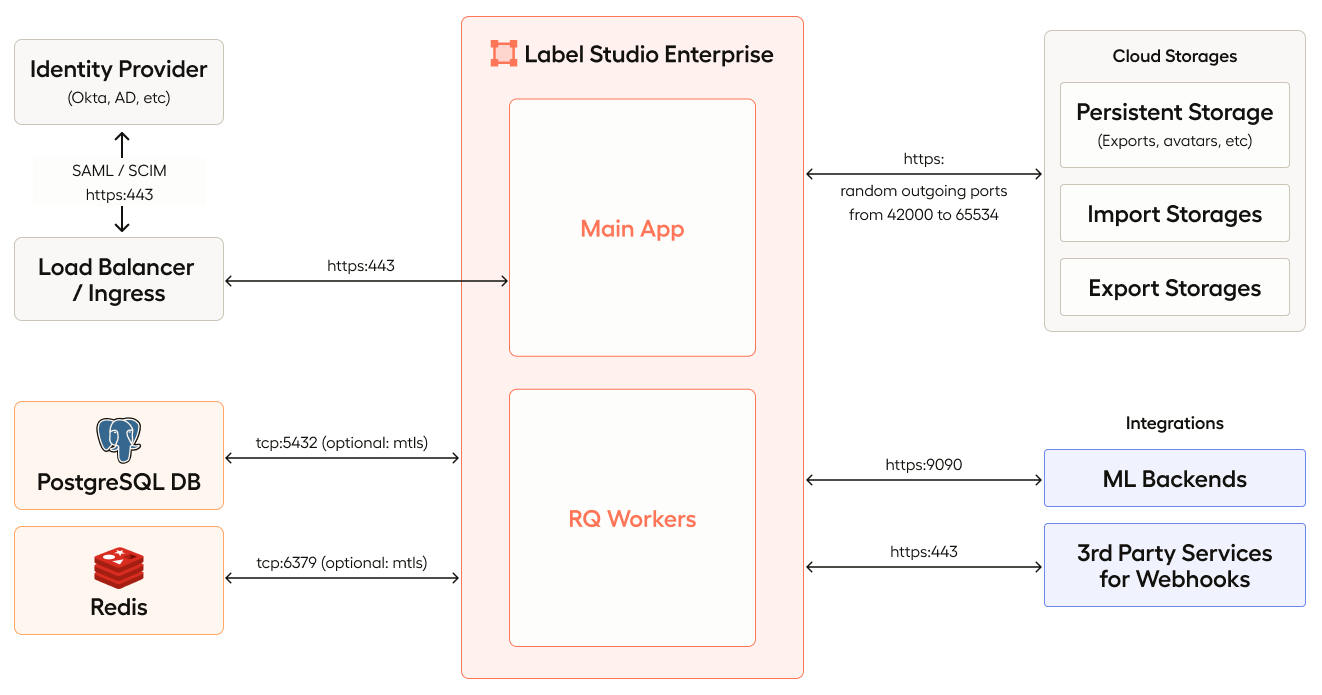 Identity Provider
(Okta, AD, etc)
SAML / SCIM
https:443
Load Balancer
/ Ingress
https:443
PostgreSQL DB
tcp:5432 (optional: mtls)
Redis
tcp:6379 (optional: mtls)
Label Studio Enterprise
Main App
RQ Workers
https:
random outgoing ports
from 42000 to 65534
Cloud Storages
Persistent Storage
(Exports, avatars, etc)
Import Storages
Export Storages
Integrations
https:9090
ML Backends
https:443
3rd Party Services
for Webhooks